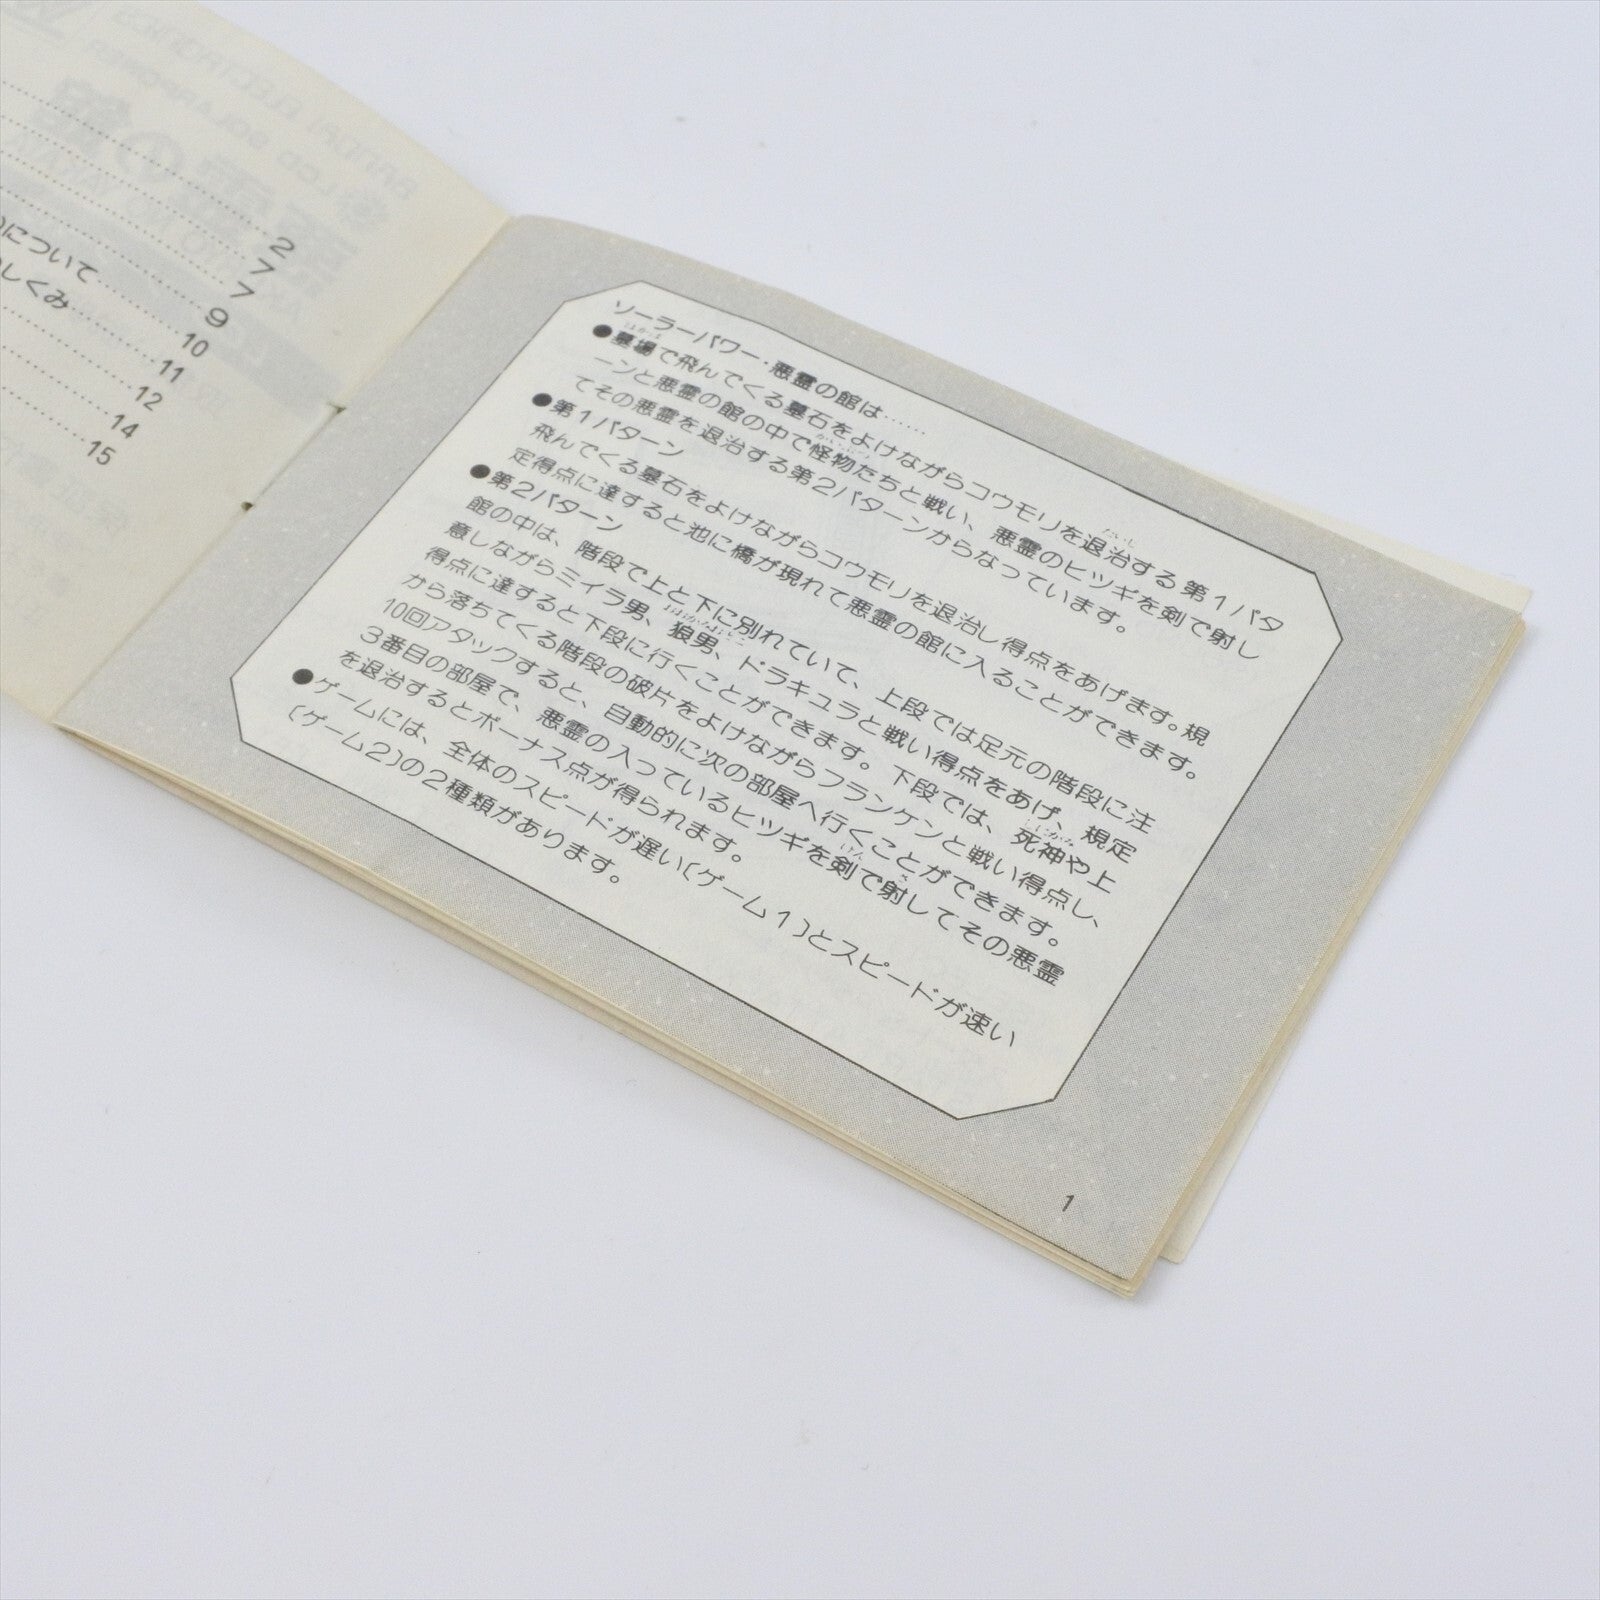 2
7
7
のについて 9
のしくみ 10
11
12
14
15
ソーラーパワー・悪霊の館は……
●墓場で飛んでくる墓石をよけながらコウモリを退治する第1パタ
ーンと悪霊の館の中で怪物たちと戦い、悪霊のヒツギを剣で射し
てその悪霊を退治する第2パターンからなっています。
●第1パターン
飛んでくる墓石をよけながらコウモリを退治し得点をあげます。規
定得点に達すると池に橋が現れて悪霊の館に入ることができます。
●第2パターン
館の中は、階段で上と下に別れていて、上段では足元の階段に注
意しながらミイラ男、狼男、ドラキュラと戦い得点をあげ、規定
得点に達すると下段に行くことができます。下段では、死神や上
から落ちてくる階段の破片をよけながらフランケンと戦い得点し、
10回アタックすると、自動的に次の部屋へ行くことができます。
3番目の部屋で、悪霊の入っているヒツギを剣で射してその悪霊
を退治するとボーナス点が得られます。
●ゲームには、全体のスピードが遅い(ゲーム1)とスピードが速い
(ゲーム2)の2種類があります。
1